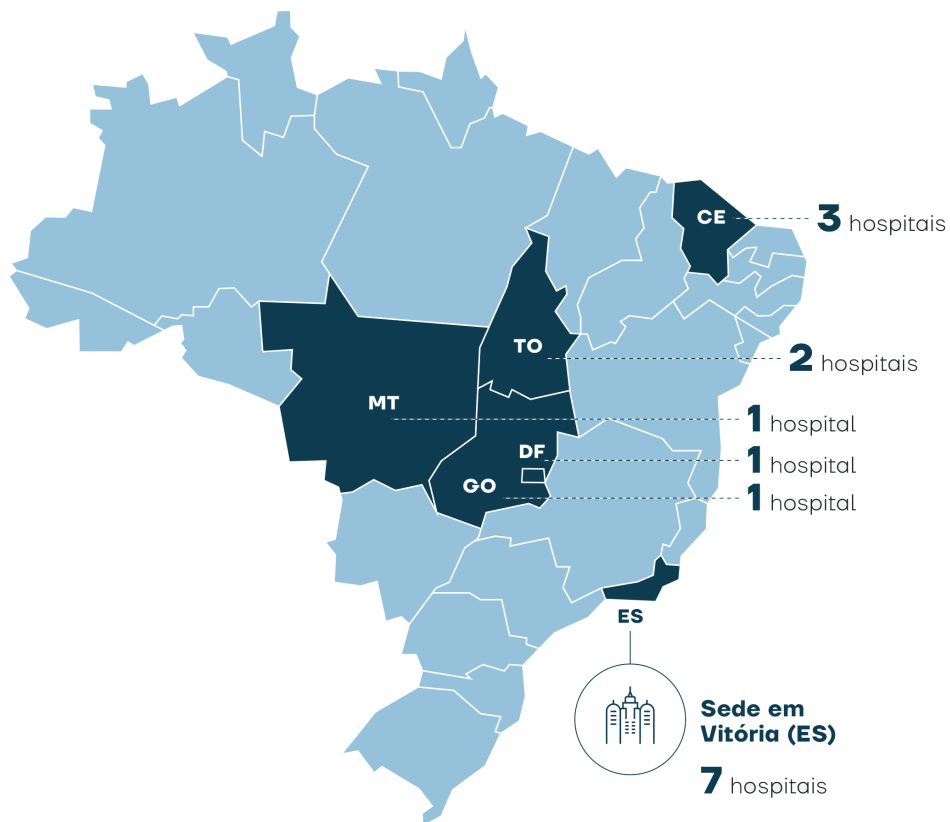 CE
3 hospitais
TO
2 hospitais
MT
1 hospital
DF
1 hospital
GO
1 hospital
ES
Sede em
Vitória (ES)
7 hospitais